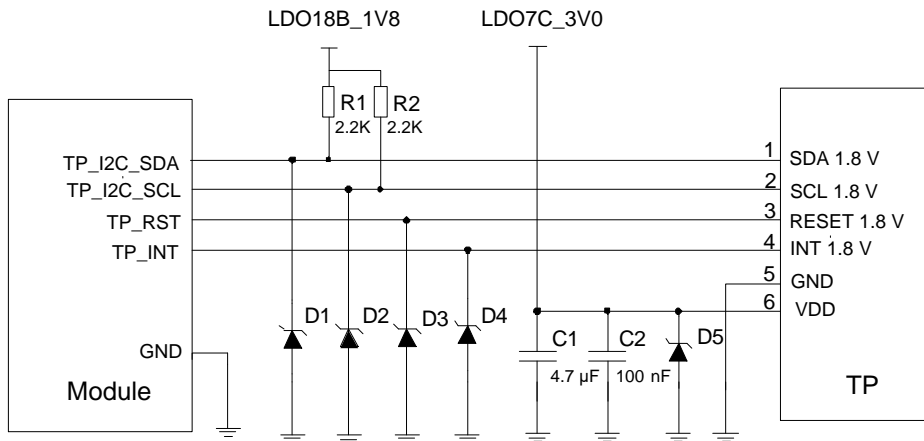 LDO18B_1V8
LDO7C_3V0
R1
2.2K
R2
2.2K
TP_I2C_SDA
TP_I2C_SCL
TP_RST
TP_INT
GND
Module
1
2
3
4
5
6
SDA 1.8 V
SCL 1.8 V
RESET 1.8 V
INT 1.8 V
GND
VDD
TP
D1
D2
D3
D4
C1
4.7 µF
C2
100 nF
D5